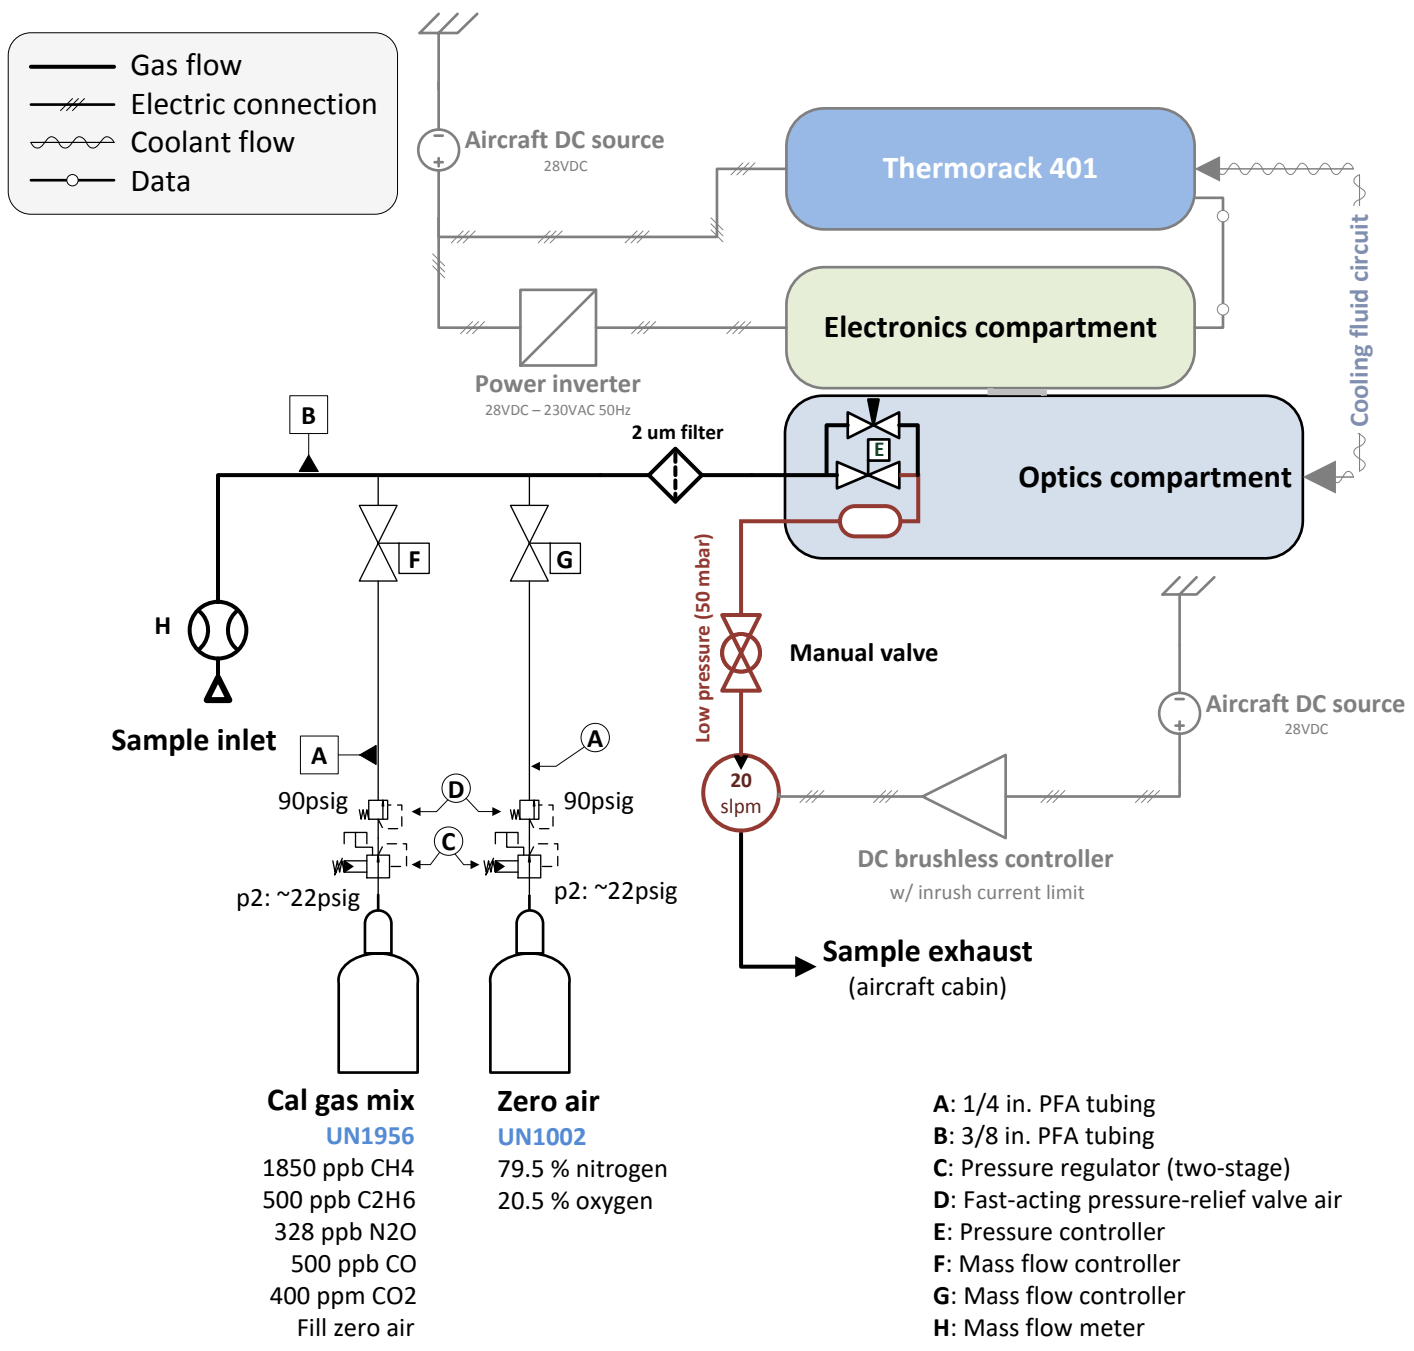 Gas flow
Electric connection
Coolant flow
Data
Aircraft DC source
28VDC
Thermorack 401
Cooling fluid circuit
Electronics compartment
Power inverter
28VDC – 230VAC 50Hz
B
2 um filter
E
Optics compartment
F
G
H
Low pressure (50 mbar)
Manual valve
Sample inlet
A
A
Aircraft DC source
28VDC
90psig
D
90psig
20
slpm
C
DC brushless controller
w/ inrush current limit
p2: ~22psig
p2: ~22psig
Sample exhaust
(aircraft cabin)
Cal gas mix
UN1956
1850 ppb CH4
500 ppb C2H6
328 ppb N2O
500 ppb CO
400 ppm CO2
Fill zero air
Zero air
UN1002
79.5 % nitrogen
20.5 % oxygen
A: 1/4 in. PFA tubing
B: 3/8 in. PFA tubing
C: Pressure regulator (two-stage)
D: Fast-acting pressure-relief valve air
E: Pressure controller
F: Mass flow controller
G: Mass flow controller
H: Mass flow meter